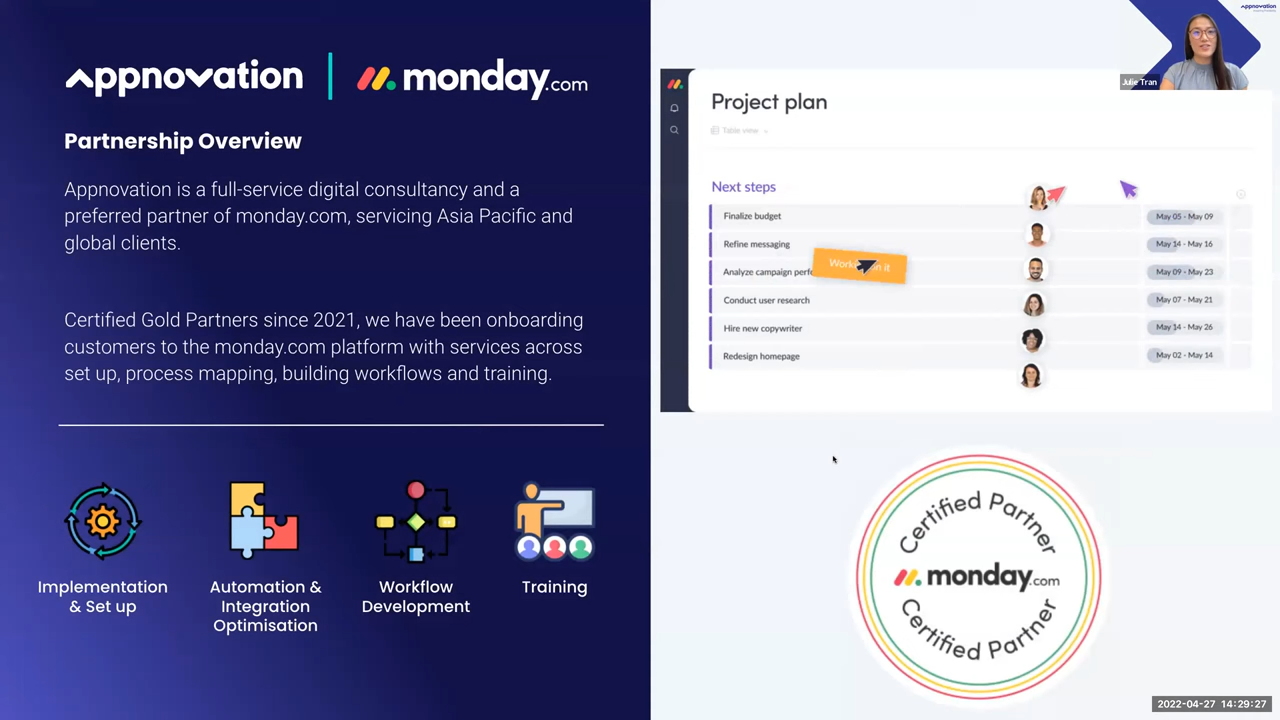 Appnovation
monday.com
Partnership Overview
Appnovation is a full-service digital consultancy and a
preferred partner of monday.com, servicing Asia Pacific and
global clients.
Certified Gold Partners since 2021, we have been onboarding
customers to the monday.com platform with services across
set up, process mapping, building workflows and training.
Implementation
& Set up
Automation &
Integration
Optimisation
Workflow
Development
Training
Appnovation
Julie Tran
Project plan
Table view
Next steps
Finalize budget
May 05 - May 09
Refine messaging
May 14 - May 16
Analyze campaign
May 09 - May 23
on it
Conduct user research
May 07 - May 21
Hire new copywriter
May 14 - May 26
Redesign homepage
May 02 - May 14
Certified Partner
monday.com
Certified Partner
2022-04-27 14:29:27